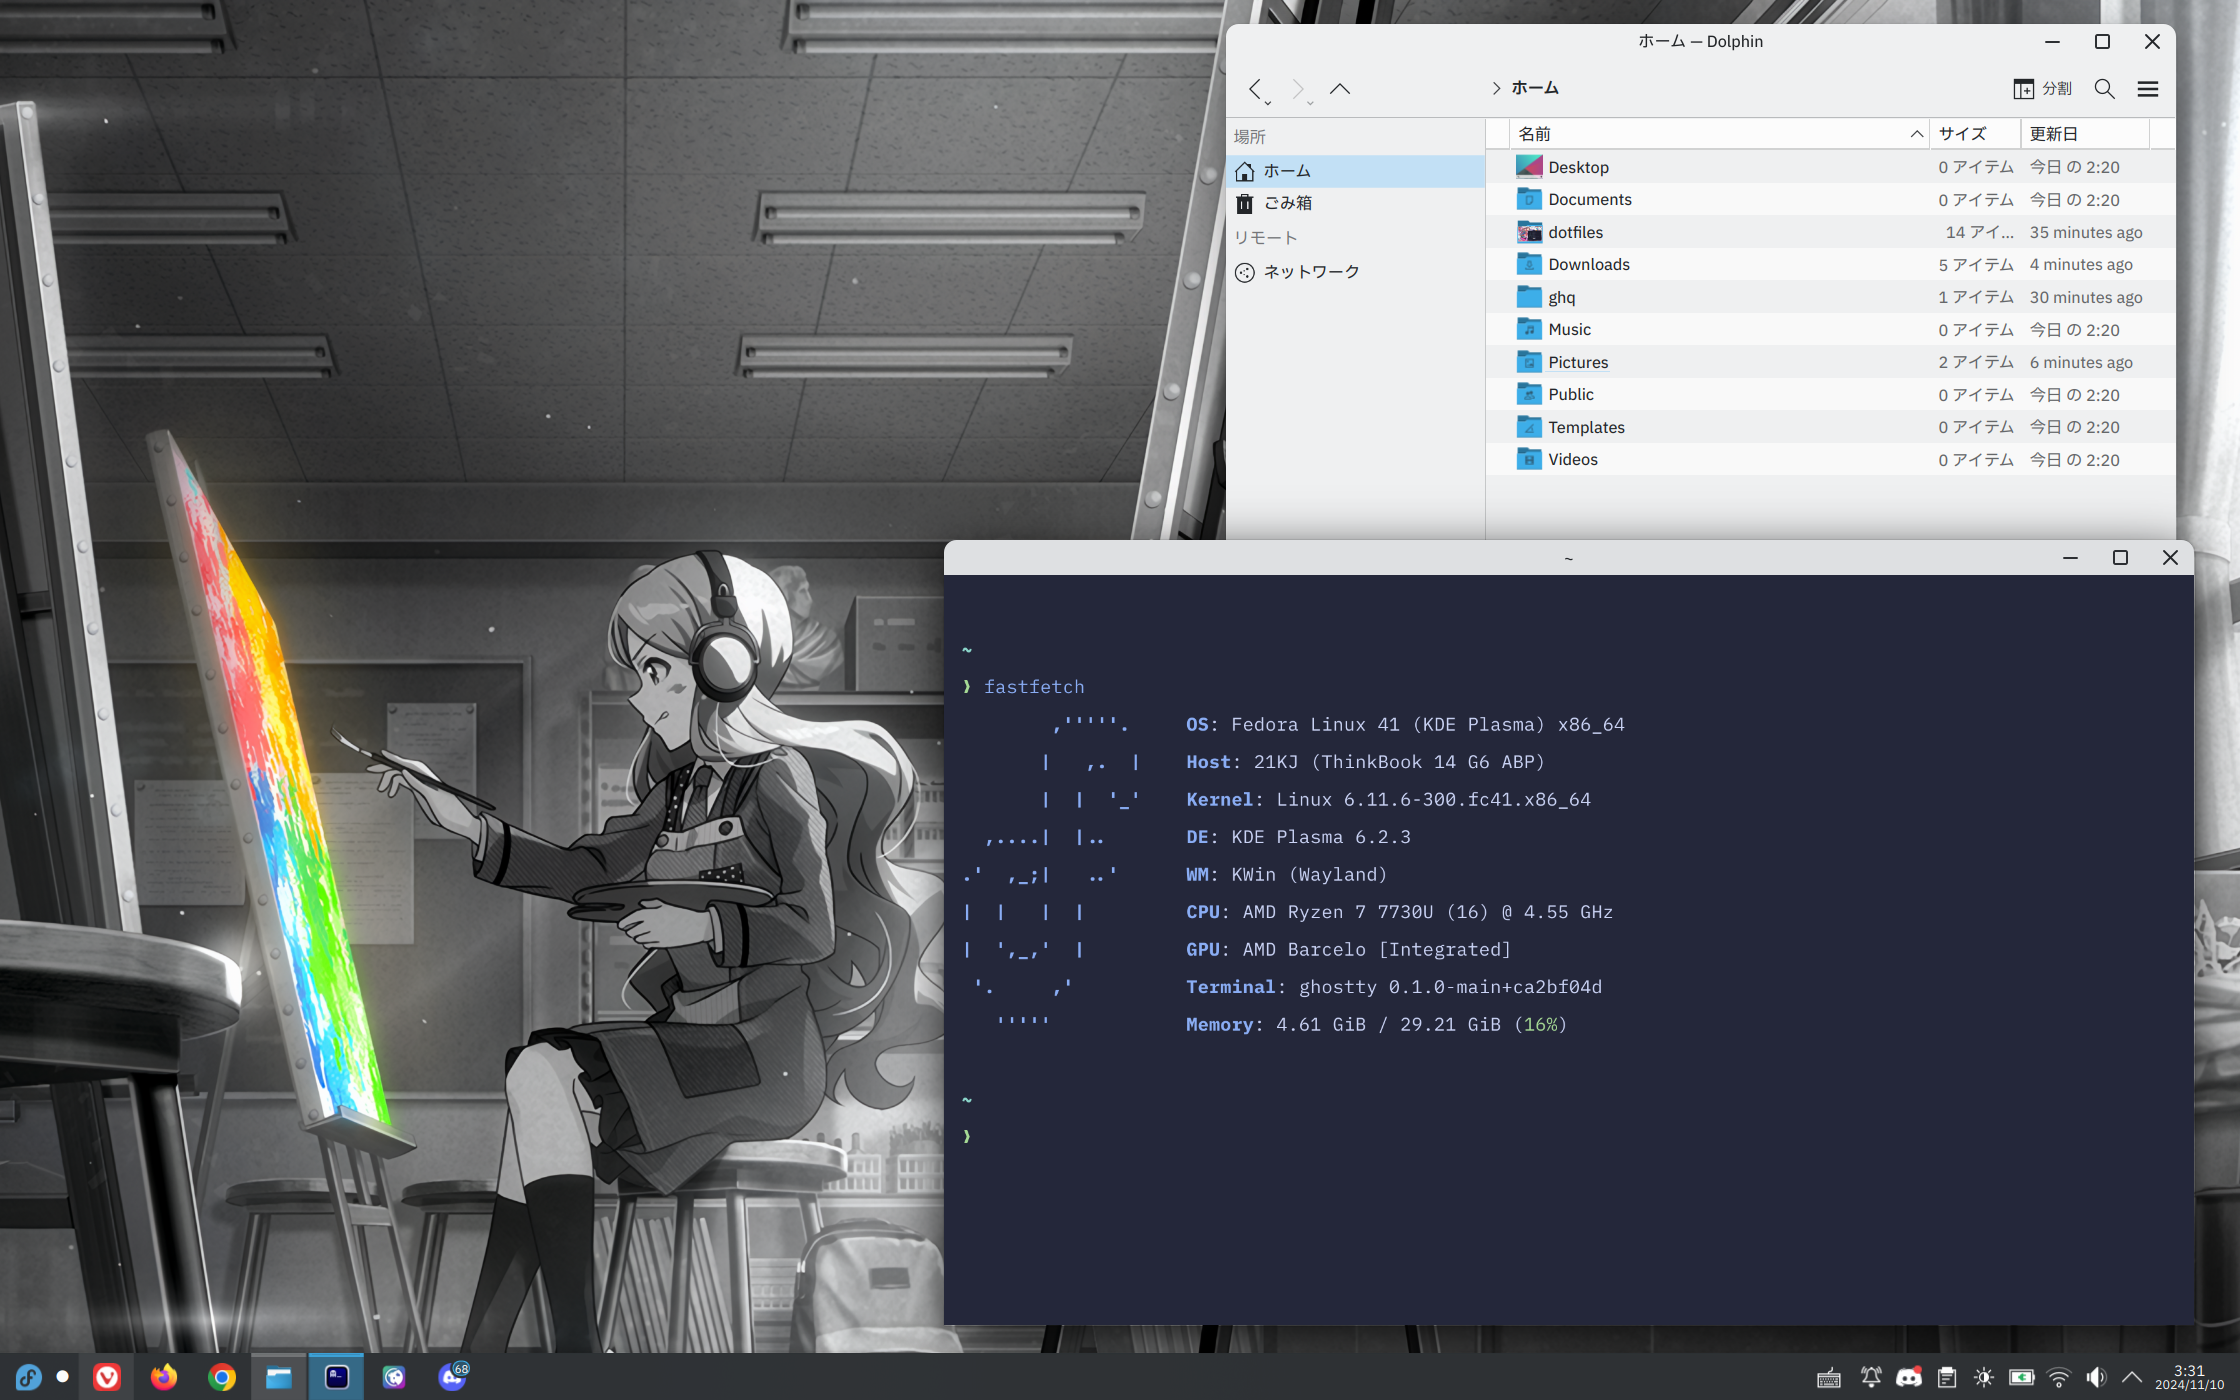 ホーム — Dolphin
ホーム
分割
場所
ホーム
ごみ箱
リモート
ネットワーク
名前 サイズ 更新日
Desktop 0 アイテム 今日 の 2:20
Documents 0 アイテム 今日 の 2:20
dotfiles 14 アイ... 35 minutes ago
Downloads 5 アイテム 4 minutes ago
ghq 1 アイテム 30 minutes ago
Music 0 アイテム 今日 の 2:20
Pictures 2 アイテム 6 minutes ago
Public 0 アイテム 今日 の 2:20
Templates 0 アイテム 今日 の 2:20
Videos 0 アイテム 今日 の 2:20
~
~
❯ fastfetch
OS: Fedora Linux 41 (KDE Plasma) x86_64
Host: 21KJ (ThinkBook 14 G6 ABP)
Kernel: Linux 6.11.6-300.fc41.x86_64
DE: KDE Plasma 6.2.3
WM: KWin (Wayland)
CPU: AMD Ryzen 7 7730U (16) @ 4.55 GHz
GPU: AMD Barcelo [Integrated]
Terminal: ghostty 0.1.0-main+ca2bf04d
Memory: 4.61 GiB / 29.21 GiB (16%)
~
❯
68
3:31
2024/11/10